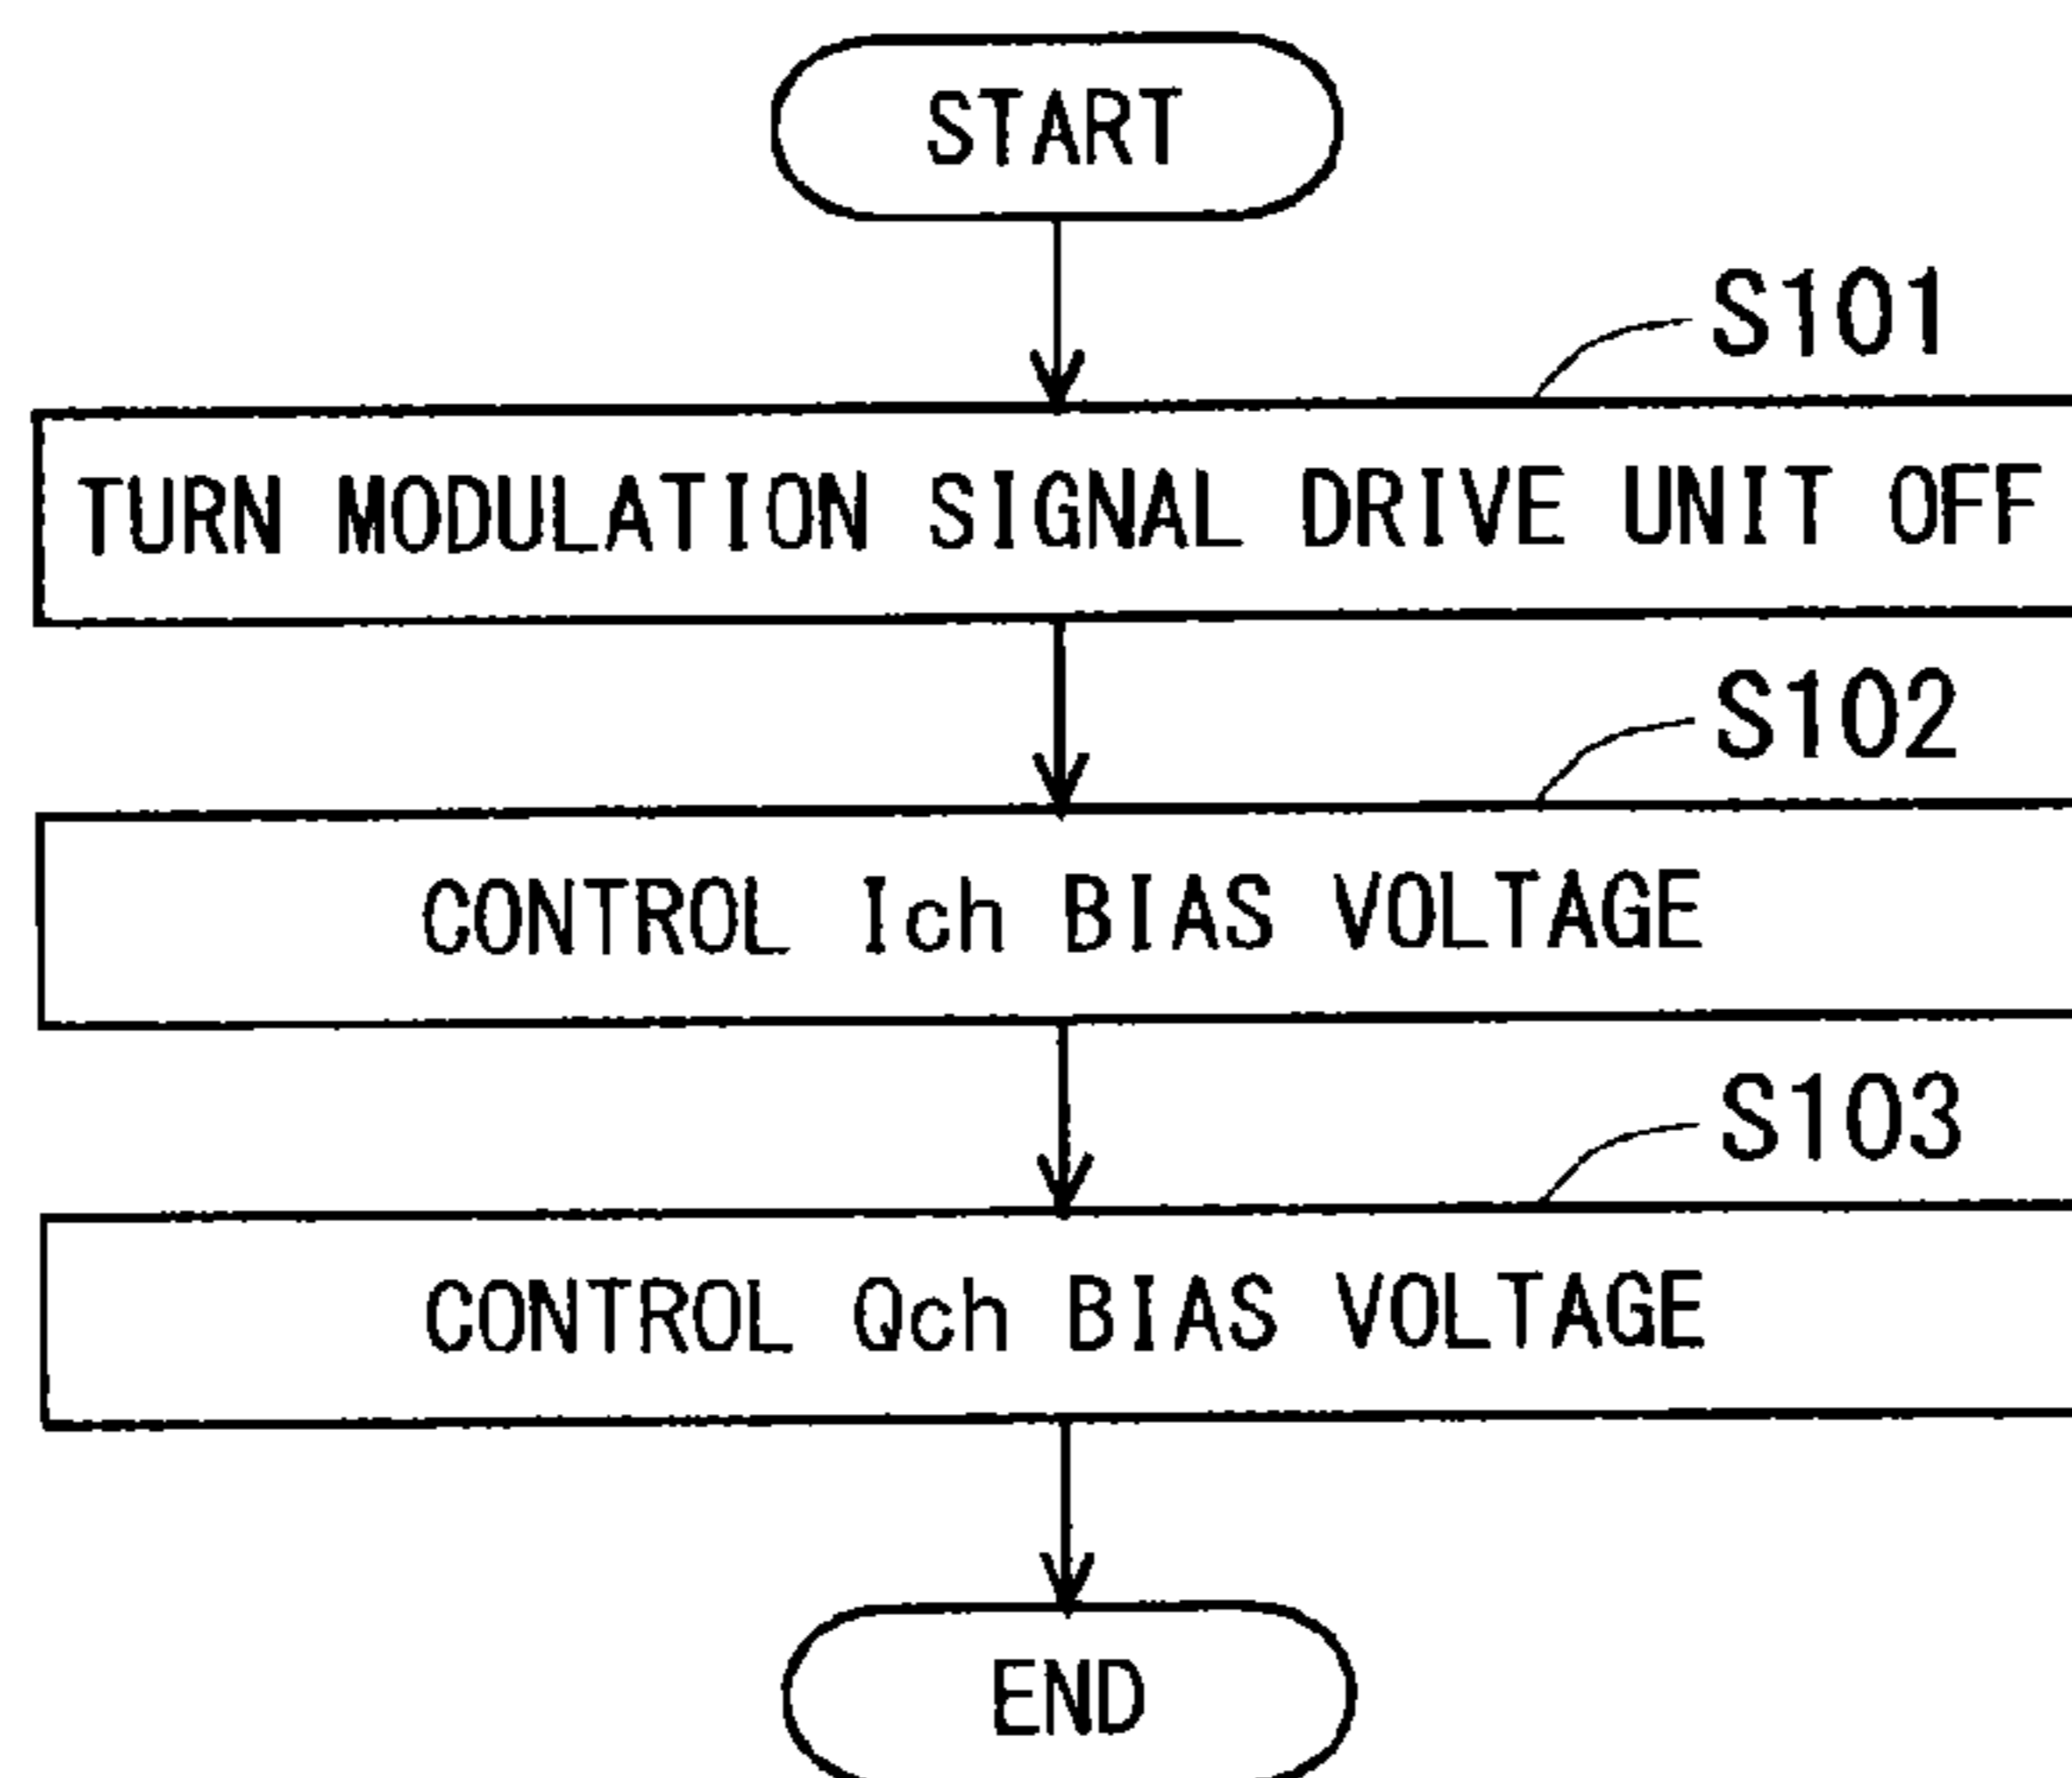 START
S101
TURN MODULATION SIGNAL DRIVE UNIT OFF
S102
CONTROL Ich BIAS VOLTAGE
S103
CONTROL Qch BIAS VOLTAGE
END